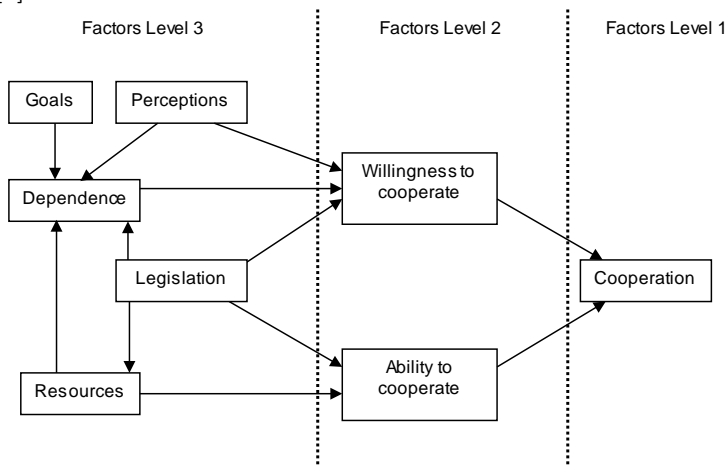 Factors Level 3
Factors Level 2
Factors Level 1
Goals
Perceptions
Willingness to
cooperate
Dependence
Legislation
Cooperation
Ability to
cooperate
Resources